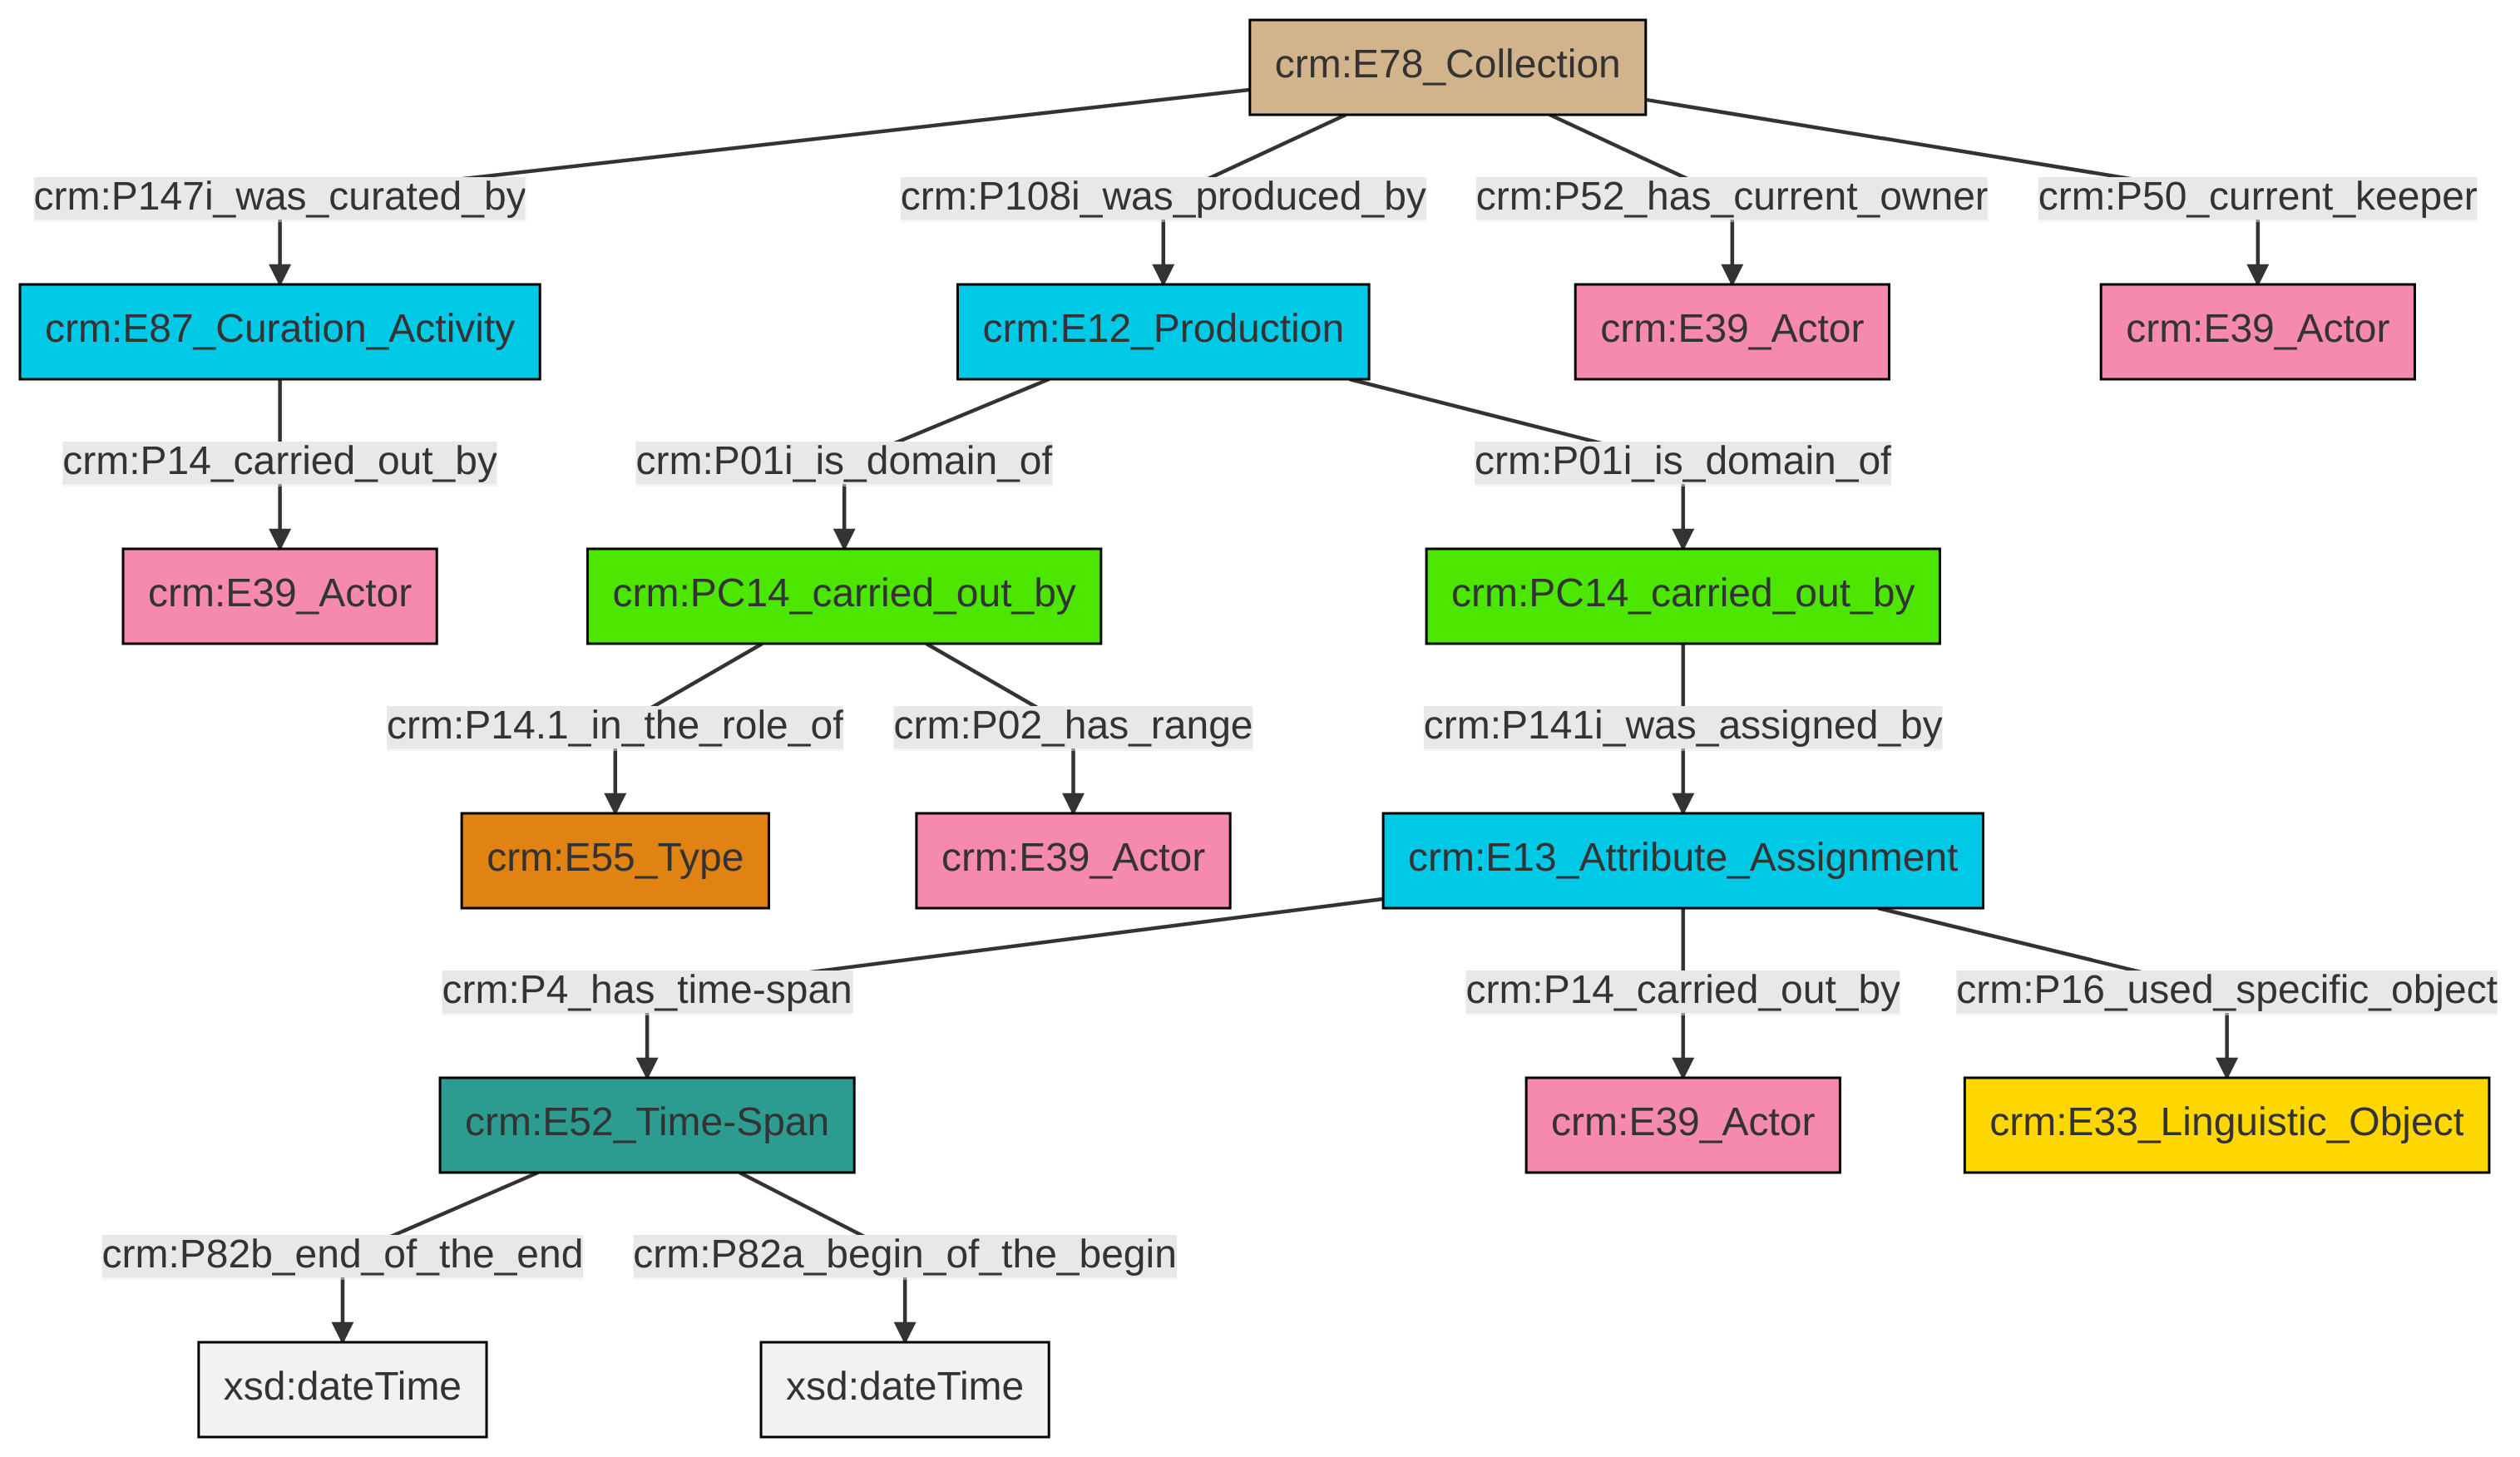 crm:E78_Collection
crm:P147i_was_curated_by
crm:P108i_was_produced_by
crm:P52_has_current_owner
crm:P50_current_keeper
crm:E87_Curation_Activity
crm:E12_Production
crm:E39_Actor
crm:E39_Actor
crm:P14_carried_out_by
crm:P01i_is_domain_of
crm:P01i_is_domain_of
crm:E39_Actor
crm:PC14_carried_out_by
crm:PC14_carried_out_by
crm:P14.1_in_the_role_of
crm:P02_has_range
crm:P141i_was_assigned_by
crm:E55_Type
crm:E39_Actor
crm:E13_Attribute_Assignment
crm:P4_has_time-span
crm:P14_carried_out_by
crm:P16_used_specific_object
crm:E52_Time-Span
crm:E39_Actor
crm:E33_Linguistic_Object
crm:P82b_end_of_the_end
crm:P82a_begin_of_the_begin
xsd:dateTime
xsd:dateTime